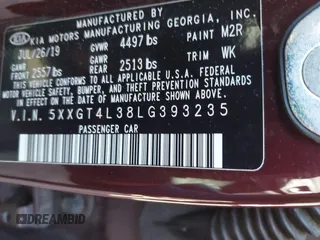 MANUFACTURED BY
KIA KIA MOTORS MANUFACTURING GEORGIA, INC.
JUL/26/19 GVWR 4497 lbs PAINT M2R
FRONT GAWR 2557 lbs REAR GAWR 2513 lbs TRIM WK
THIS VEHICLE CONFORMS TO ALL APPLICABLE
U.S.A. FEDERAL MOTOR VEHICLE SAFETY, BUMPER,
AND THEFT PREVENTION STANDARDS
IN EFFECT ON THE DATE OF MANUFACTURE SHOWN ABOVE.
V.I.N. 5XXGT4L38LG393235
PASSENGER CAR
DREAMBID